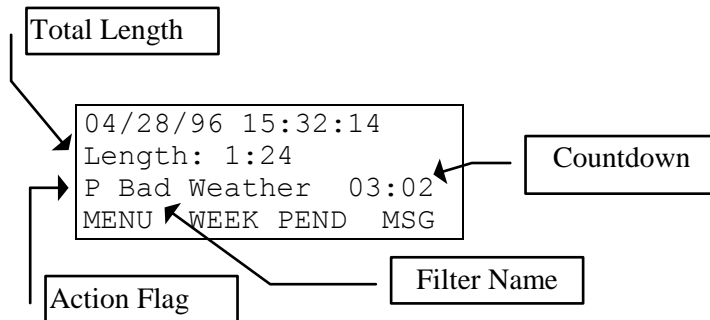 Total Length
04/28/96 15:32:14
Length: 1:24
P Bad Weather 03:02
MENU WEEK PEND MSG
Countdown
Filter Name
Action Flag